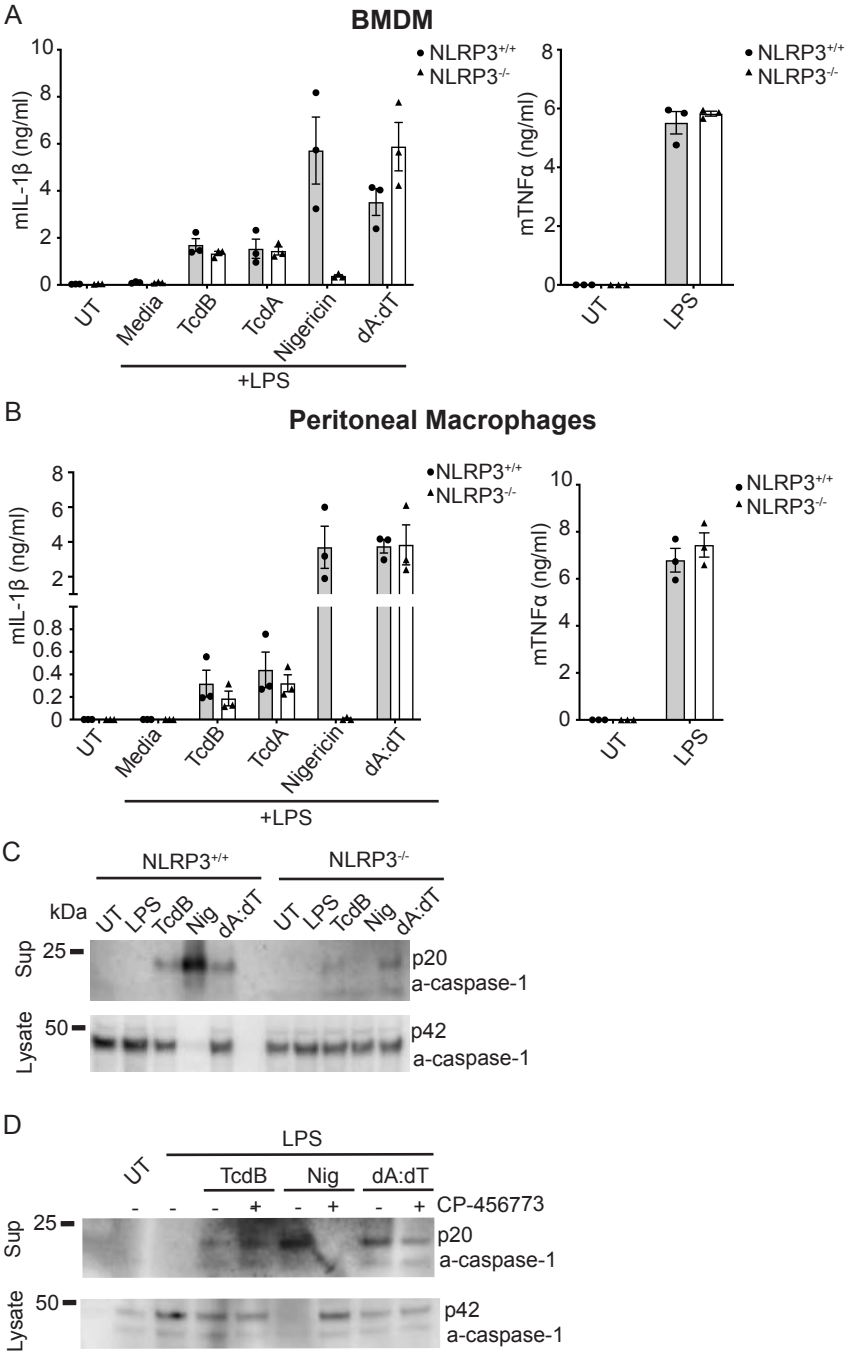 A
BMDM
mIL-1β (ng/ml)
10
8
6
4
2
0
NLRP3+/+
NLRP3-/-
UT
Media
TcdB
TcdA
Nigericin
dA:dT
+LPS
mTNFα (ng/ml)
8
6
4
2
0
NLRP3+/+
NLRP3-/-
UT
LPS
B
Peritoneal Macrophages
mIL-1β (ng/ml)
8
6
4
2
0.8
0.6
0.4
0.2
0
NLRP3+/+
NLRP3-/-
UT
Media
TcdB
TcdA
Nigericin
dA:dT
+LPS
mTNFα (ng/ml)
10
8
6
4
2
0
NLRP3+/+
NLRP3-/-
UT
LPS
C
NLRP3+/+ NLRP3-/-
kDa UT LPS TcdB Nig dA:dT UT LPS TcdB Nig dA:dT
Sup 25 p20
a-caspase-1
Lysate 50 p42
a-caspase-1
D
LPS
UT TcdB Nig dA:dT
- - - + - + - + CP-456773
Sup 25 p20
a-caspase-1
Lysate 50 p42
a-caspase-1